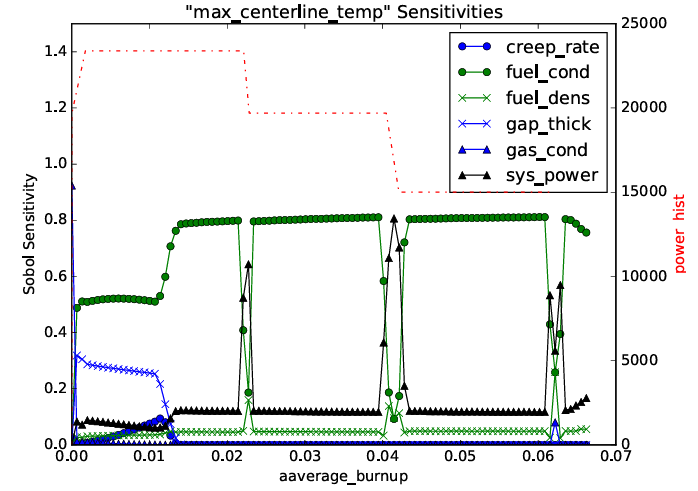 "max_centerline_temp" Sensitivities
1.4
1.2
1.0
0.8
0.6
0.4
0.2
0.0
Sobol Sensitivity
creep_rate
fuel_cond
fuel_dens
gap_thick
gas_cond
sys_power
25000
20000
15000
10000
5000
0
power_hist
0.00 0.01 0.02 0.03 0.04 0.05 0.06 0.07
aaverage_burnup